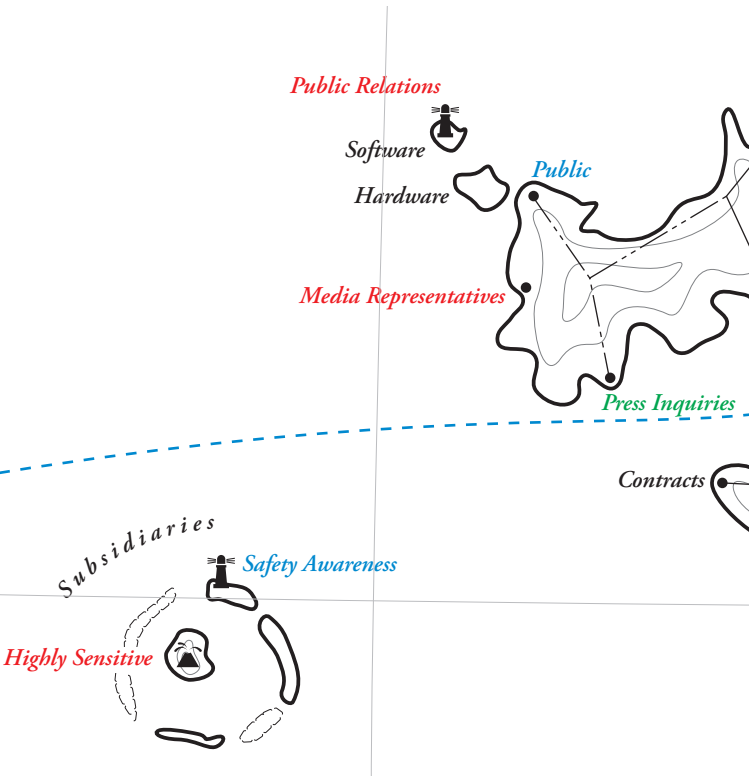 Public Relations
Software
Public
Hardware
Media Representatives
Press Inquiries
Contracts
Subsidiaries
Safety Awareness
Highly Sensitive